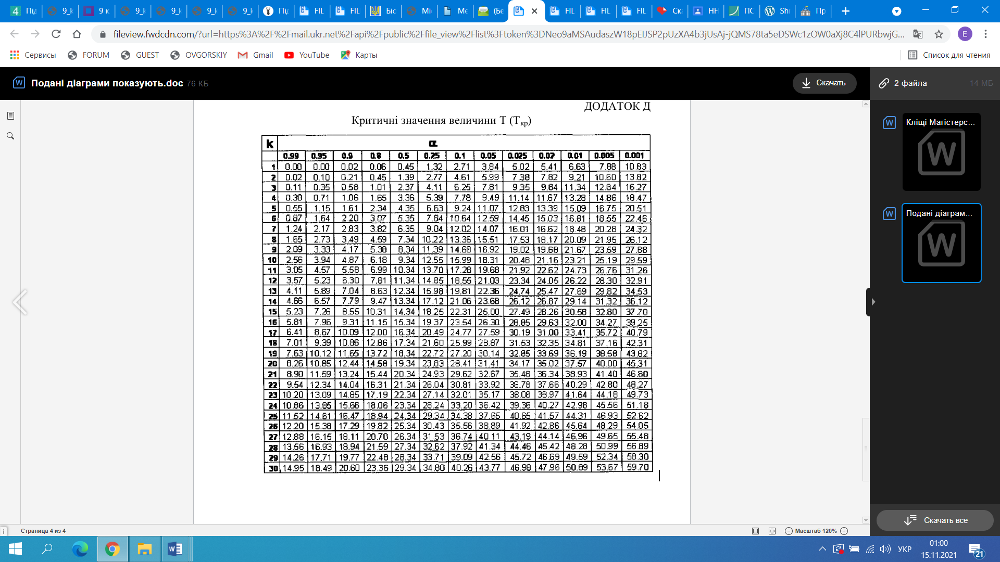 Під
9_k
9_k
9 к
9_k
9_k
9_k
9_k
Під
FIL
FIL
Біо
Мі
Ме
(Бе
FIL
FIL
FIL
Ска
НН
ПС
Shr
Пр
fileview.fwdcdn.com/?url=https%3A%2F%2Fmail.ukr.net%2Fapi%2Fpublic%2Ffile_view%2Flist%3Ftoken%3DNeo9aMSAudaszW18pEIJSP2pUzXA4b3jUsAj-jQMS78ta5eDSWc1zOW0aXj8C4lPURbwjG...
E
Сервисы FORUM GUEST OVGORSKIY Gmail YouTube Карты Список для чтения
Подані діаграми показують.doc 76 КБ Скачать
2 файла 14 МБ
Кліщі Магістерс...
Подані діаграм...
ДОДАТОК Д
Критичні значення величини Т (Ткр)
k α
0.99 0.95 0.9 0.8 0.5 0.25 0.1 0.05 0.025 0.02 0.01 0.005 0.001
1 0.00 0.00 0.02 0.06 0.45 1.32 2.71 3.84 5.02 5.41 6.63 7.88 10.83
2 0.02 0.10 0.21 0.45 1.39 2.77 4.61 5.99 7.38 7.82 9.21 10.60 13.82
3 0.11 0.35 0.58 1.01 2.37 4.11 6.25 7.81 9.35 9.84 11.34 12.84 16.27
4 0.30 0.71 1.06 1.65 3.36 5.39 7.78 9.49 11.14 11.67 13.28 14.86 18.47
5 0.55 1.15 1.61 2.34 4.35 6.63 9.24 11.07 12.83 13.39 15.09 16.75 20.51
6 0.87 1.64 2.20 3.07 5.35 7.84 10.64 12.59 14.45 15.03 16.81 18.55 22.46
7 1.24 2.17 2.83 3.82 6.35 9.04 12.02 14.07 16.01 16.62 18.48 20.28 24.32
8 1.65 2.73 3.49 4.59 7.34 10.22 13.36 15.51 17.53 18.17 20.09 21.95 26.12
9 2.09 3.33 4.17 5.38 8.34 11.39 14.68 16.92 19.02 19.68 21.67 23.59 27.88
10 2.56 3.94 4.87 6.18 9.34 12.55 15.99 18.31 20.48 21.16 23.21 25.19 29.59
11 3.05 4.57 5.58 6.99 10.34 13.70 17.28 19.68 21.92 22.62 24.73 26.76 31.26
12 3.57 5.23 6.30 7.81 11.34 14.85 18.55 21.03 23.34 24.05 26.22 28.30 32.91
13 4.11 5.89 7.04 8.63 12.34 15.98 19.81 22.36 24.74 25.47 27.69 29.82 34.53
14 4.66 6.57 7.79 9.47 13.34 17.12 21.06 23.68 26.12 26.87 29.14 31.32 36.12
15 5.23 7.26 8.55 10.31 14.34 18.25 22.31 25.00 27.49 28.26 30.58 32.80 37.70
16 5.81 7.96 9.31 11.15 15.34 19.37 23.54 26.30 28.85 29.63 32.00 34.27 39.25
17 6.41 8.67 10.09 12.00 16.34 20.49 24.77 27.59 30.19 31.00 33.41 35.72 40.79
18 7.01 9.39 10.86 12.86 17.34 21.60 25.99 28.87 31.53 32.35 34.81 37.16 42.31
19 7.63 10.12 11.65 13.72 18.34 22.72 27.20 30.14 32.85 33.69 36.19 38.58 43.82
20 8.26 10.85 12.44 14.58 19.34 23.83 28.41 31.41 34.17 35.02 37.57 40.00 45.31
21 8.90 11.59 13.24 15.44 20.34 24.93 29.62 32.67 35.48 36.34 38.93 41.40 46.80
22 9.54 12.34 14.04 16.31 21.34 26.04 30.81 33.92 36.78 37.66 40.29 42.80 48.27
23 10.20 13.09 14.85 17.19 22.34 27.14 32.01 35.17 38.08 38.97 41.64 44.18 49.73
24 10.86 13.85 15.66 18.06 23.34 28.24 33.20 36.42 39.36 40.27 42.98 45.56 51.18
25 11.52 14.61 16.47 18.94 24.34 29.34 34.38 37.65 40.65 41.57 44.31 46.93 52.62
26 12.20 15.38 17.29 19.82 25.34 30.43 35.56 38.89 41.92 42.86 45.64 48.29 54.05
27 12.88 16.15 18.11 20.70 26.34 31.53 36.74 40.11 43.19 44.14 46.96 49.65 55.48
28 13.56 16.93 18.94 21.59 27.34 32.62 37.92 41.34 44.46 45.42 48.28 50.99 56.89
29 14.26 17.71 19.77 22.48 28.34 33.71 39.09 42.56 45.72 46.69 49.59 52.34 58.30
30 14.95 18.49 20.60 23.36 29.34 34.80 40.26 43.77 46.98 47.96 50.89 53.67 59.70
Скачать все
Страница 4 из 4 Масштаб 120%
УКР
01:00
15.11.2021
21